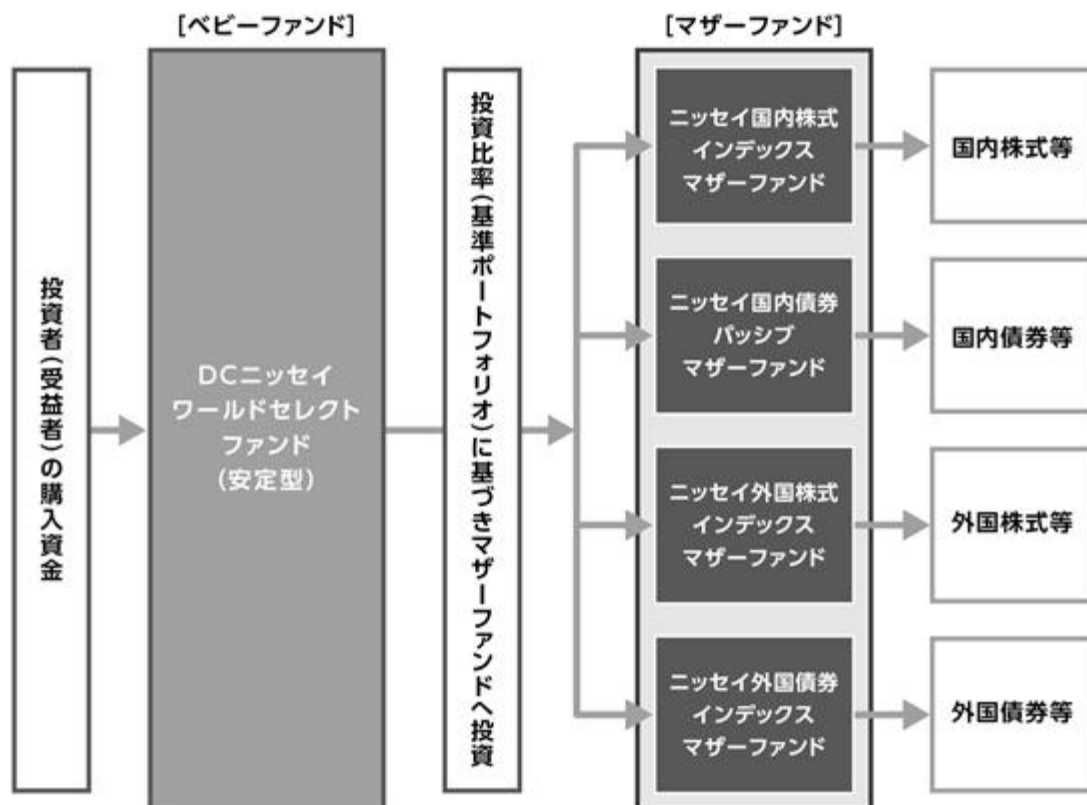 [ベビーファンド]
[マザーファンド]
投資者(受益者)の購入資金
DCニッセイ
ワールドセレクト
ファンド
(安定型)
投資比率(基準ポートフォリオ)に基づきマザーファンドへ投資
ニッセイ国内株式
インデックス
マザーファンド
国内株式等
ニッセイ国内債券
パッシブ
マザーファンド
国内債券等
ニッセイ外国株式
インデックス
マザーファンド
外国株式等
ニッセイ外国債券
インデックス
マザーファンド
外国債券等